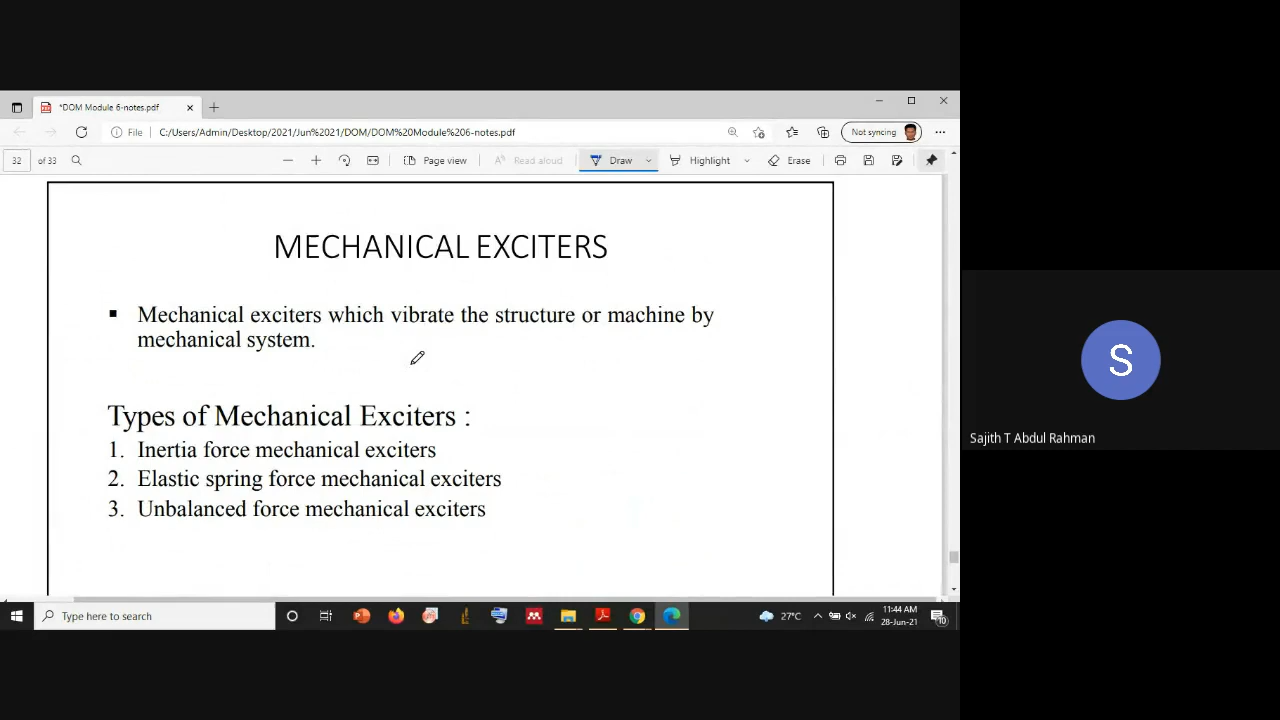 *DOM Module 6-notes.pdf
File
C:/Users/Admin/Desktop/2021/Jun%2021/DOM/DOM%20Module%206-notes.pdf
Not syncing
32 of 33
Page view
Read aloud
Draw
Highlight
Erase
MECHANICAL EXCITERS
Mechanical exciters which vibrate the structure or machine by
mechanical system.
Types of Mechanical Exciters :
1. Inertia force mechanical exciters
2. Elastic spring force mechanical exciters
3. Unbalanced force mechanical exciters
S
Sajith T Abdul Rahman
Type here to search
27°C
11:44 AM
28-Jun-21
10